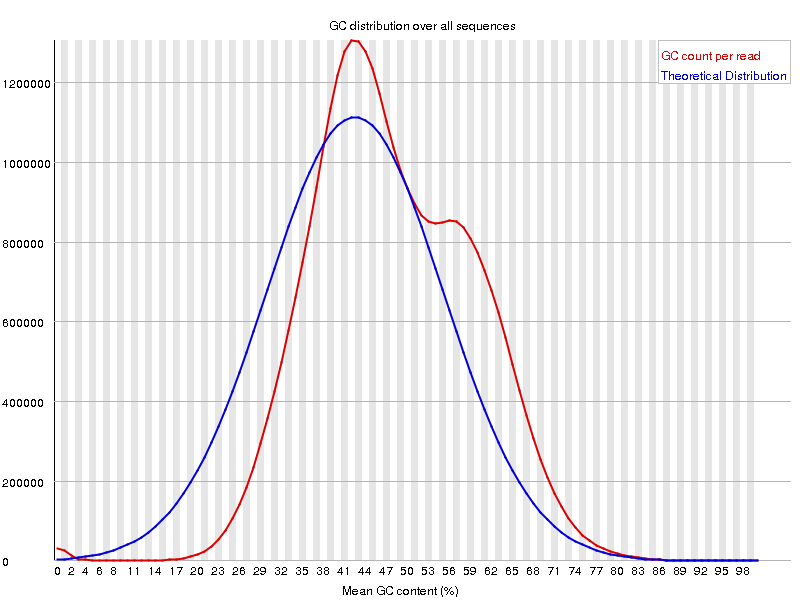 GC distribution over all sequences
GC count per read
Theoretical Distribution
1200000
1000000
800000
600000
400000
200000
0
0 2 4 6 8 11 14 17 20 23 26 29 32 35 38 41 44 47 50 53 56 59 62 65 68 71 74 77 80 83 86 89 92 95 98
Mean GC content (%)